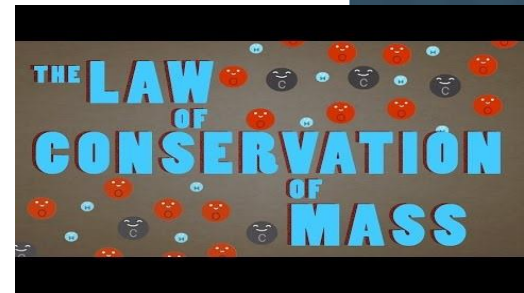 THE LAW
OF
CONSERVATION
OF
MASS